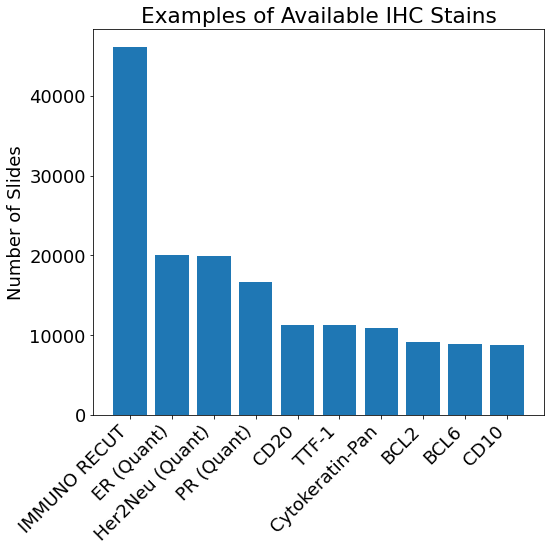 Examples of Available IHC Stains
Number of Slides
40000
30000
20000
10000
0
IMMUNO RECUT
ER (Quant)
Her2Neu (Quant)
PR (Quant)
CD20
TTF-1
Cytokeratin-Pan
BCL2
BCL6
CD10